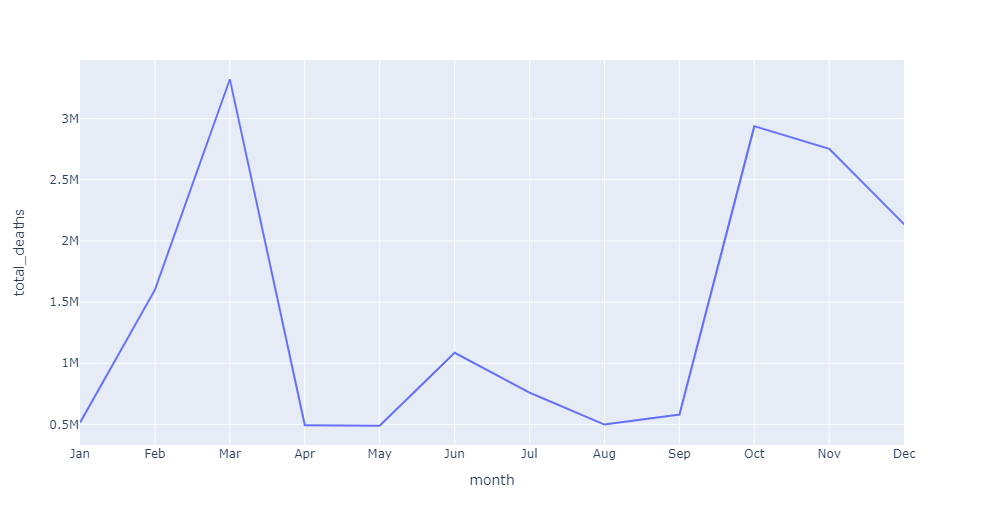 3M
2.5M
2M
1.5M
1M
0.5M
total_deaths
Jan Feb Mar Apr May Jun Jul Aug Sep Oct Nov Dec
month